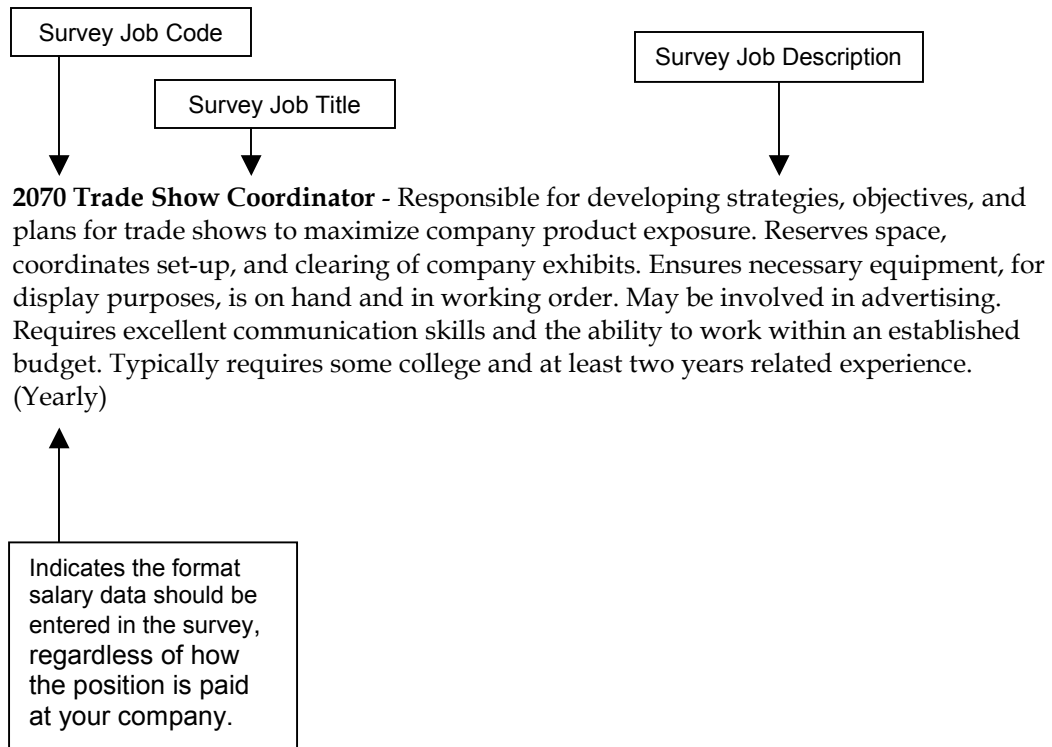 Survey Job Code
Survey Job Description
Survey Job Title
2070 Trade Show Coordinator - Responsible for developing strategies, objectives, and
plans for trade shows to maximize company product exposure. Reserves space,
coordinates set-up, and clearing of company exhibits. Ensures necessary equipment, for
display purposes, is on hand and in working order. May be involved in advertising.
Requires excellent communication skills and the ability to work within an established
budget. Typically requires some college and at least two years related experience.
(Yearly)
Indicates the format
salary data should be
entered in the survey,
regardless of how
the position is paid
at your company.